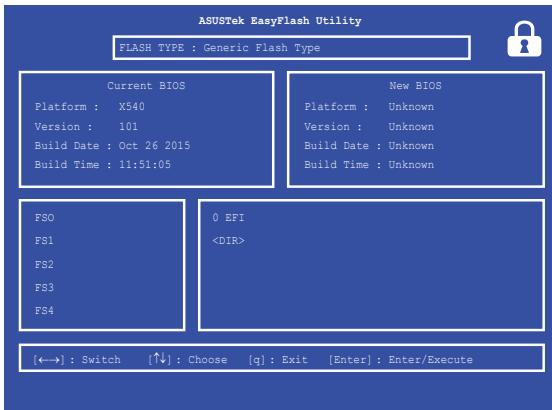 ASUSTek EasyFlash Utility
FLASH TYPE : Generic Flash Type
Current BIOS
Platform : X540
Version : 101
Build Date : Oct 26 2015
Build Time : 11:51:05
New BIOS
Platform : Unknown
Version : Unknown
Build Date : Unknown
Build Time : Unknown
FSO
FS1
FS2
FS3
FS4
0 EFI
<DIR>
[←→] : Switch [↑↓] : Choose [q] : Exit [Enter] : Enter/Execute